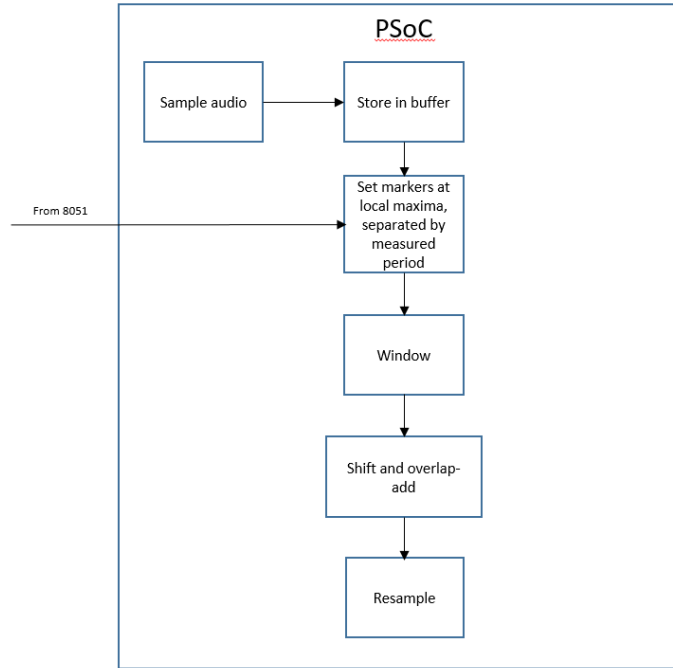 PSoC
Sample audio
Store in buffer
Set markers at
local maxima,
separated by
measured
period
From 8051
Window
Shift and overlap-
add
Resample